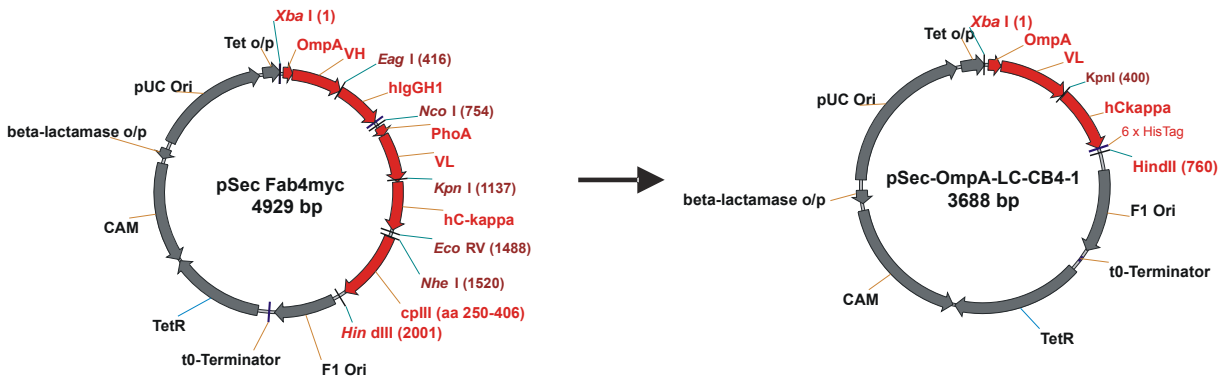 Xba I (1)
Tet o/p
OmpA
VH
Eag I (416)
pUC Ori
hIgGH1
Nco I (754)
beta-lactamase o/p
PhoA
VL
pSec Fab4myc
4929 bp
Kpn I (1137)
hC-kappa
CAM
Eco RV (1488)
Nhe I (1520)
cpIII (aa 250-406)
TetR
Hin dIII (2001)
t0-Terminator
F1 Ori
Xba I (1)
Tet o/p
OmpA
VL
KpnI (400)
pUC Ori
hCkappa
6 x HisTag
HindII (760)
pSec-OmpA-LC-CB4-1
3688 bp
beta-lactamase o/p
F1 Ori
t0-Terminator
CAM
TetR